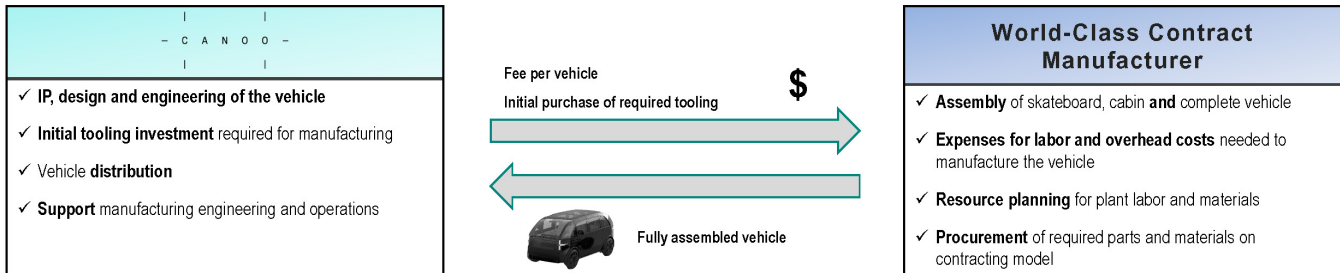 – C A N O O –
✓ IP, design and engineering of the vehicle
✓ Initial tooling investment required for manufacturing
✓ Vehicle distribution
✓ Support manufacturing engineering and operations
Fee per vehicle
Initial purchase of required tooling
$
Fully assembled vehicle
World-Class Contract
Manufacturer
✓ Assembly of skateboard, cabin and complete vehicle
✓ Expenses for labor and overhead costs needed to
manufacture the vehicle
✓ Resource planning for plant labor and materials
✓ Procurement of required parts and materials on
contracting model